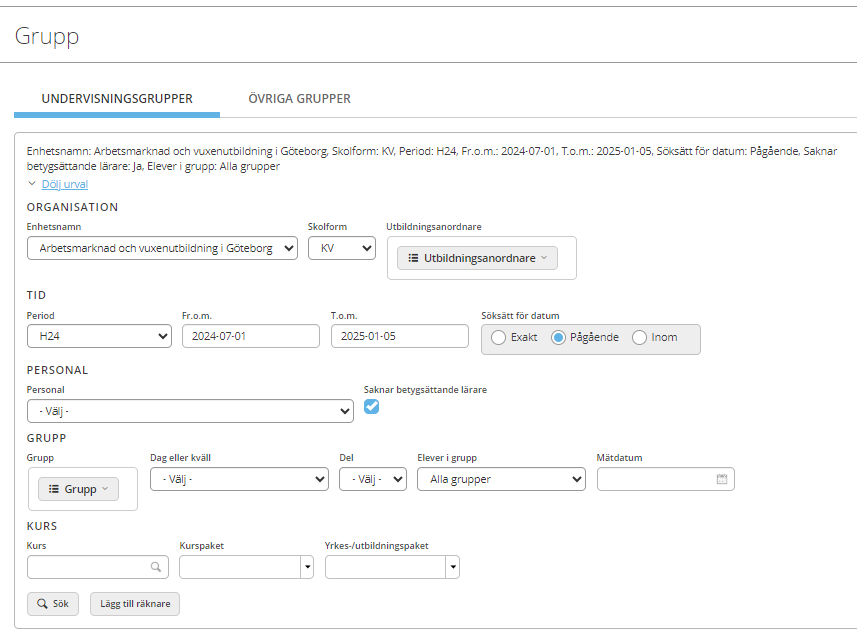 Grupp
UNDERVISNINGSGRUPPER ÖVRIGA GRUPPER
Enhetsnamn: Arbetsmarknad och vuxenutbildning i Göteborg, Skolform: KV, Period: H24, Fr.o.m.: 2024-07-01, T.o.m.: 2025-01-05, Söksätt för datum: Pågående, Saknar
betygsättande lärare: Ja, Elever i grupp: Alla grupper
Dölj urval
ORGANISATION
Enhetsnamn Skolform Utbildningsanordnare
Arbetsmarknad och vuxenutbildning i Göteborg KV Utbildningsanordnare
TID
Period Fr.o.m. T.o.m. Söksätt för datum
H24 2024-07-01 2025-01-05 Exakt Pågående Inom
PERSONAL
Personal Saknar betygsättande lärare
- Välj -
GRUPP
Grupp Dag eller kväll Del Elever i grupp Mätdatum
Grupp - Välj - - Välj - Alla grupper
KURS
Kurs Kurspaket Yrkes-/utbildningspaket
Sök Lägg till räknare